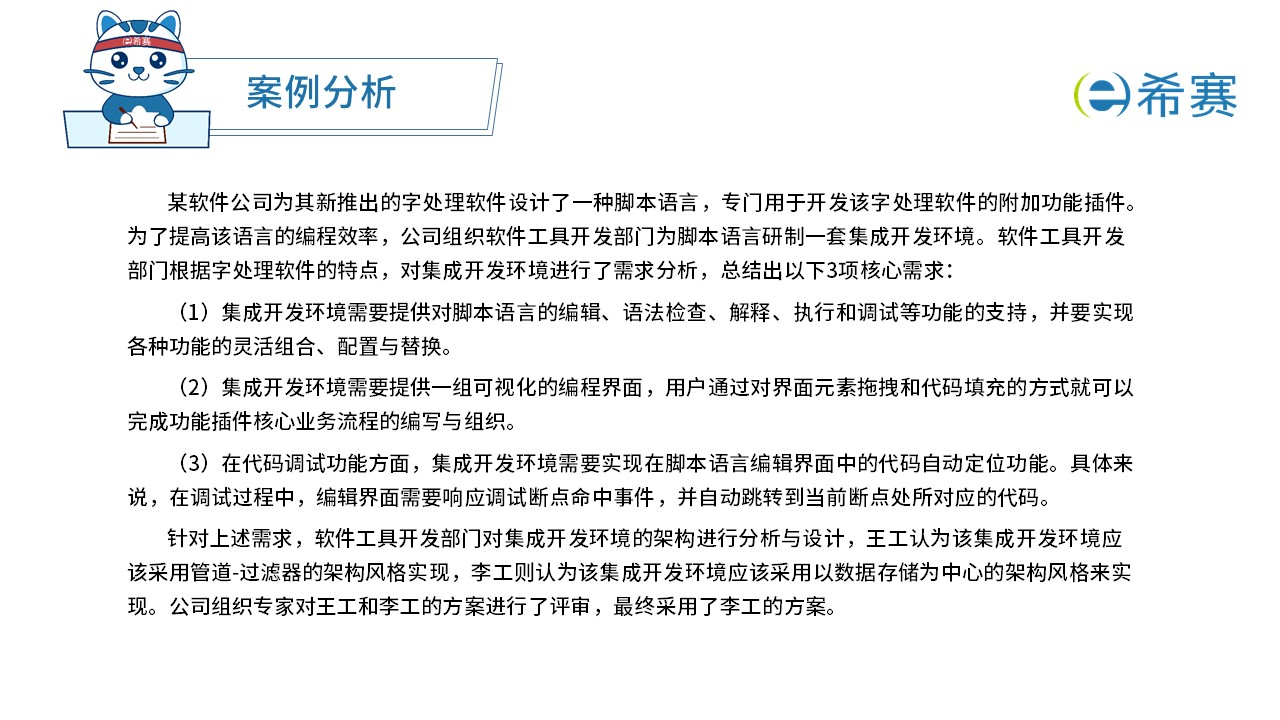 希赛
案例分析
希赛
某软件公司为其新推出的字处理软件设计了一种脚本语言，专门用于开发该字处理软件的附加功能插件。
为了提高该语言的编程效率，公司组织软件工具开发部门为脚本语言研制一套集成开发环境。软件工具开发
部门根据字处理软件的特点，对集成开发环境进行了需求分析，总结出以下3项核心需求：
（1）集成开发环境需要提供对脚本语言的编辑、语法检查、解释、执行和调试等功能的支持，并要实现
各种功能的灵活组合、配置与替换。
（2）集成开发环境需要提供一组可视化的编程界面，用户通过对界面元素拖拽和代码填充的方式就可以
完成功能插件核心业务流程的编写与组织。
（3）在代码调试功能方面，集成开发环境需要实现在脚本语言编辑界面中的代码自动定位功能。具体来
说，在调试过程中，编辑界面需要响应调试断点命中事件，并自动跳转到当前断点处所对应的代码。
针对上述需求，软件工具开发部门对集成开发环境的架构进行分析与设计，王工认为该集成开发环境应
该采用管道-过滤器的架构风格实现，李工则认为该集成开发环境应该采用以数据存储为中心的架构风格来实
现。公司组织专家对王工和李工的方案进行了评审，最终采用了李工的方案。